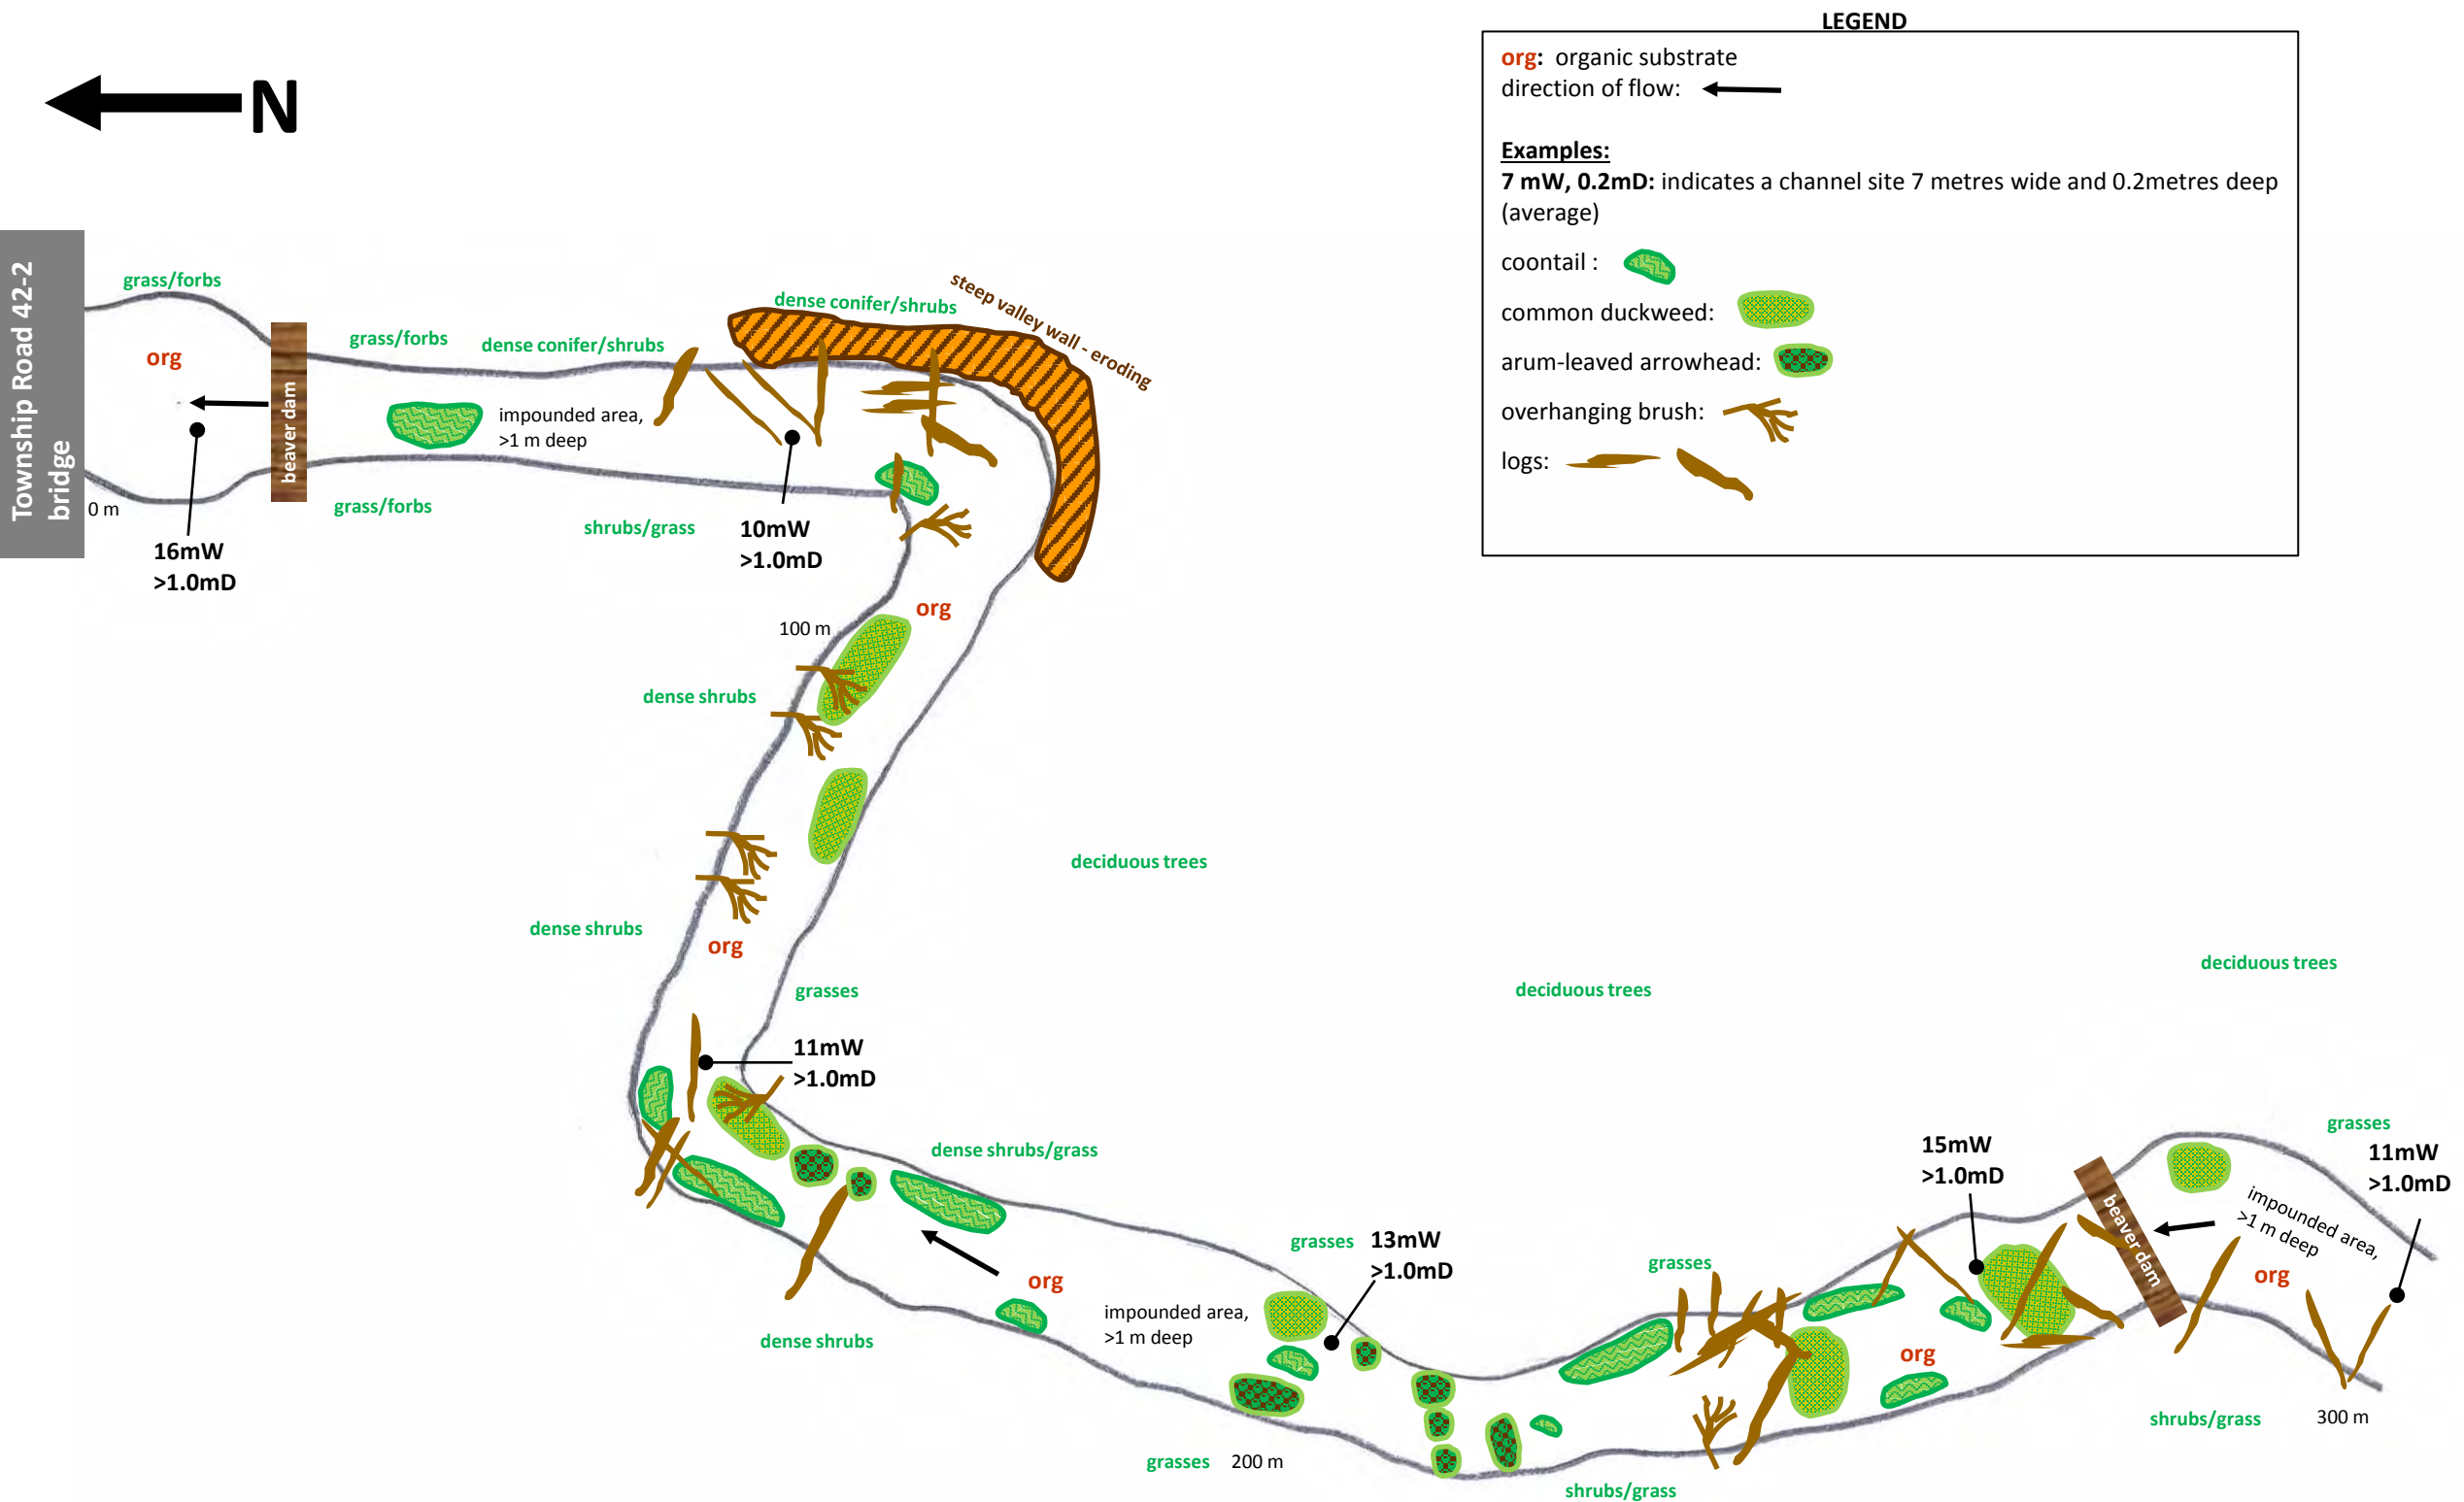 LEGEND
org: organic substrate
direction of flow:
Examples:
7 mW, 0.2mD: indicates a channel site 7 metres wide and 0.2metres deep
(average)
coontail :
common duckweed:
arum-leaved arrowhead:
overhanging brush:
logs:
N
Township Road 42-2
bridge
grass/forbs
org
0 m
16mW
>1.0mD
beaver dam
grass/forbs
dense conifer/shrubs
impounded area,
>1 m deep
grass/forbs
shrubs/grass
10mW
>1.0mD
dense conifer/shrubs
steep valley wall - eroding
org
100 m
dense shrubs
deciduous trees
dense shrubs
org
grasses
11mW
>1.0mD
dense shrubs/grass
org
dense shrubs
impounded area,
>1 m deep
grasses
13mW
>1.0mD
grasses
200 m
deciduous trees
grasses
shrubs/grass
org
15mW
>1.0mD
beaver dam
deciduous trees
grasses
11mW
>1.0mD
impounded area,
>1 m deep
org
shrubs/grass
300 m